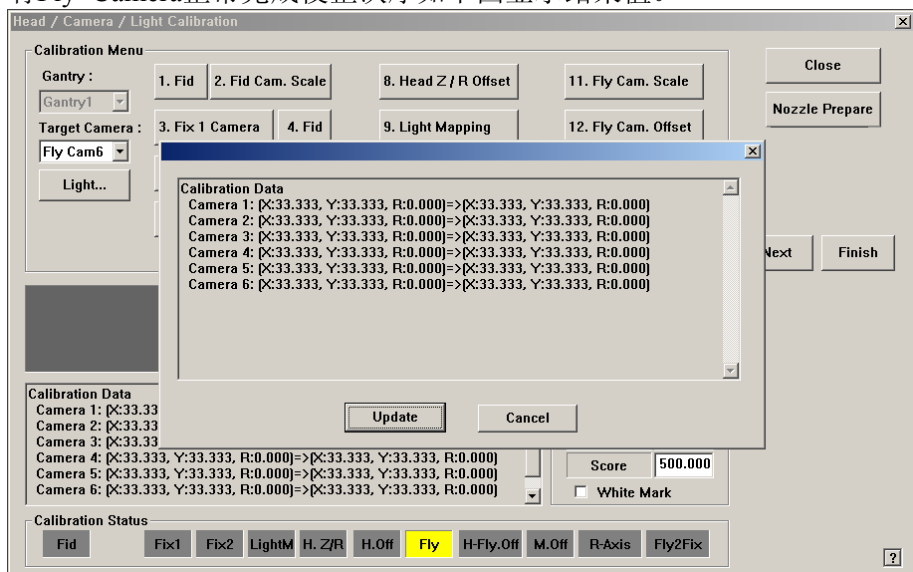 Head / Camera / Light Calibration
Calibration Menu
Gantry :
Gantry1
Target Camera :
Fly Cam6
Light...
1. Fid
2. Fid Cam. Scale
8. Head Z / R Offset
11. Fly Cam. Scale
3. Fix 1 Camera
4. Fid
9. Light Mapping
12. Fly Cam. Offset
Close
Nozzle Prepare
Next
Finish
Calibration Data
Camera 1: (X:33.333, Y:33.333, R:0.000)=>(X:33.333, Y:33.333, R:0.000)
Camera 2: (X:33.333, Y:33.333, R:0.000)=>(X:33.333, Y:33.333, R:0.000)
Camera 3: (X:33.333, Y:33.333, R:0.000)=>(X:33.333, Y:33.333, R:0.000)
Camera 4: (X:33.333, Y:33.333, R:0.000)=>(X:33.333, Y:33.333, R:0.000)
Camera 5: (X:33.333, Y:33.333, R:0.000)=>(X:33.333, Y:33.333, R:0.000)
Camera 6: (X:33.333, Y:33.333, R:0.000)=>(X:33.333, Y:33.333, R:0.000)
Update
Cancel
Calibration Data
Camera 1: (X:33.33
Camera 2: (X:33.33
Camera 3: (X:33.33
Camera 4: (X:33.333, Y:33.333, R:0.000)=>(X:33.333, Y:33.333, R:0.000)
Camera 5: (X:33.333, Y:33.333, R:0.000)=>(X:33.333, Y:33.333, R:0.000)
Camera 6: (X:33.333, Y:33.333, R:0.000)=>(X:33.333, Y:33.333, R:0.000)
Score
500.000
White Mark
Calibration Status
Fid
Fix1
Fix2
LightM
H. Z/R
H.Off
Fly
H-Fly.Off
M.Off
R-Axis
Fly2Fix
?